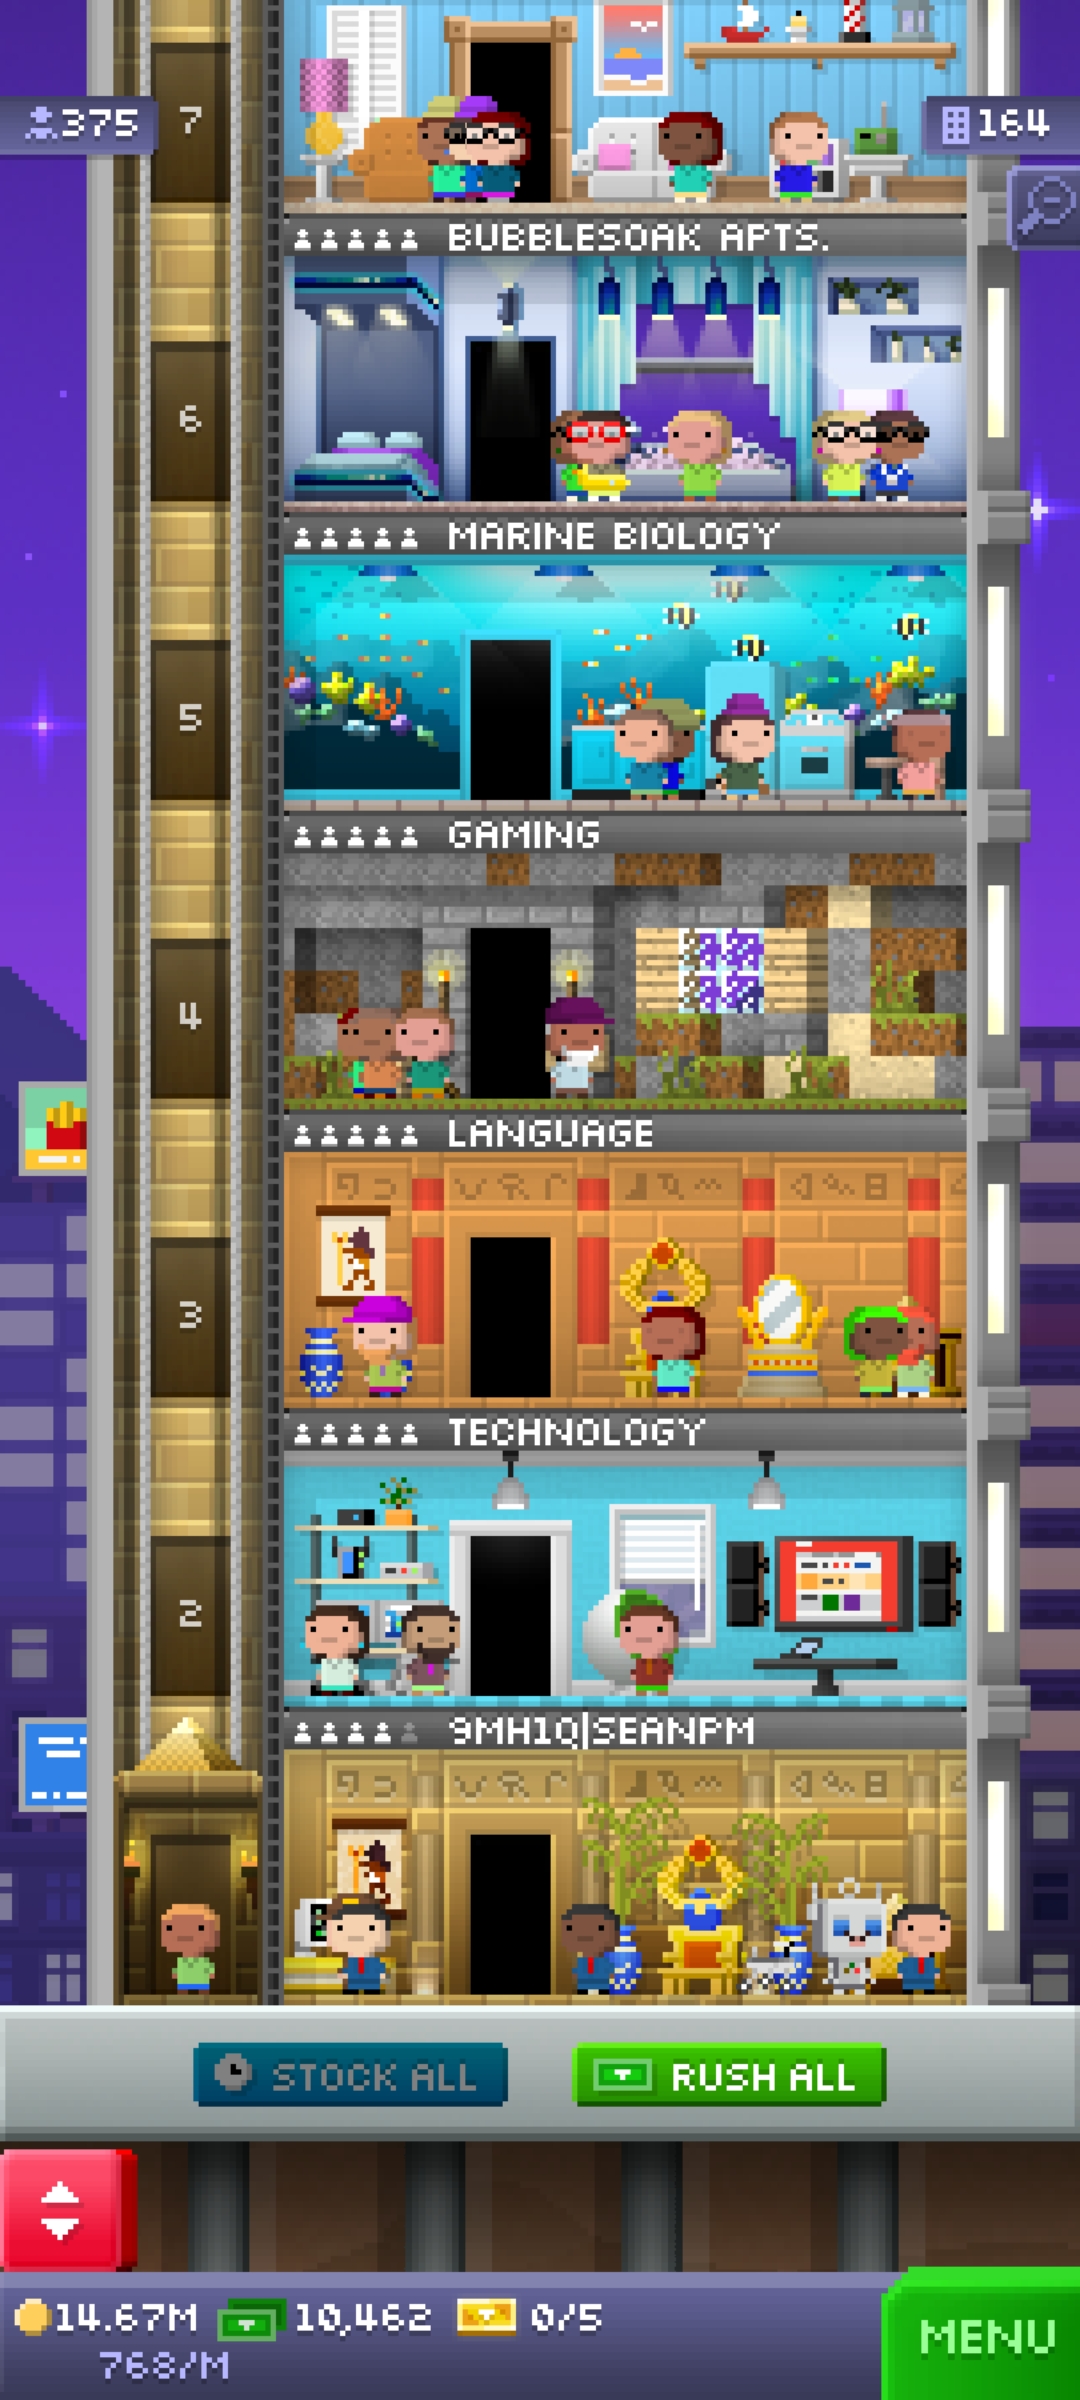 375
7
164
BUBBLESOAK APTS.
6
MARINE BIOLOGY
5
GAMING
4
LANGUAGE
3
TECHNOLOGY
2
9MH1Q|SEANPM
STOCK ALL
RUSH ALL
14.67M
10,462
0/5
768/M
MENU